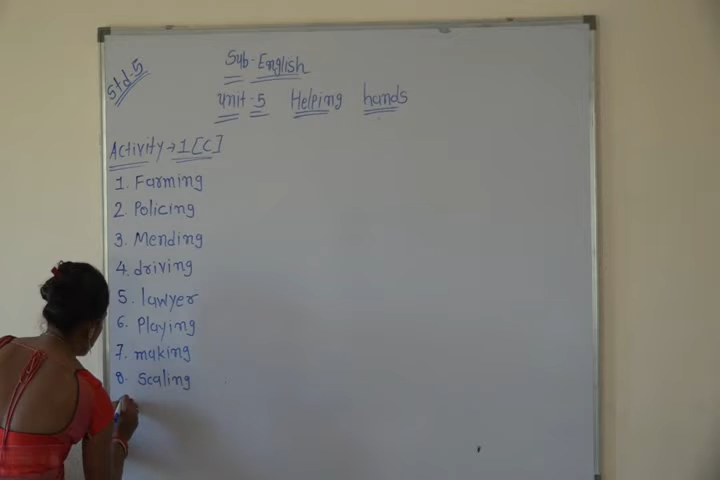 Std.5
Sub- English
Unit-5 Helping hands
Activity → 1 [C]
1. Farming
2. Policing
3. Mending
4. driving
5. lawyer
6. Playing
7. making
8. Scaling